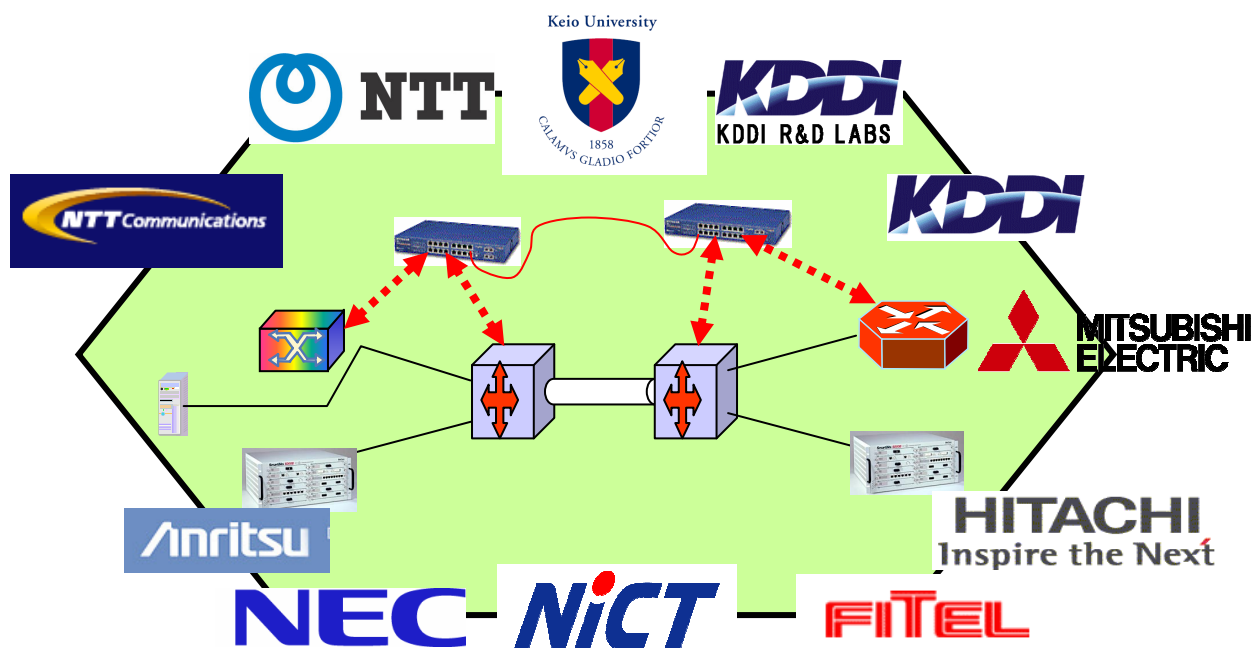 Keio University
NTT
KDDI
KDDI R&D LABS
1858
CALAMVS GLADIO FORTIOR
NTT Communications
KDDI
MITSUBISHI
ELECTRIC
Anritsu
HITACHI
Inspire the Next
NEC
NiCT
FiTEL